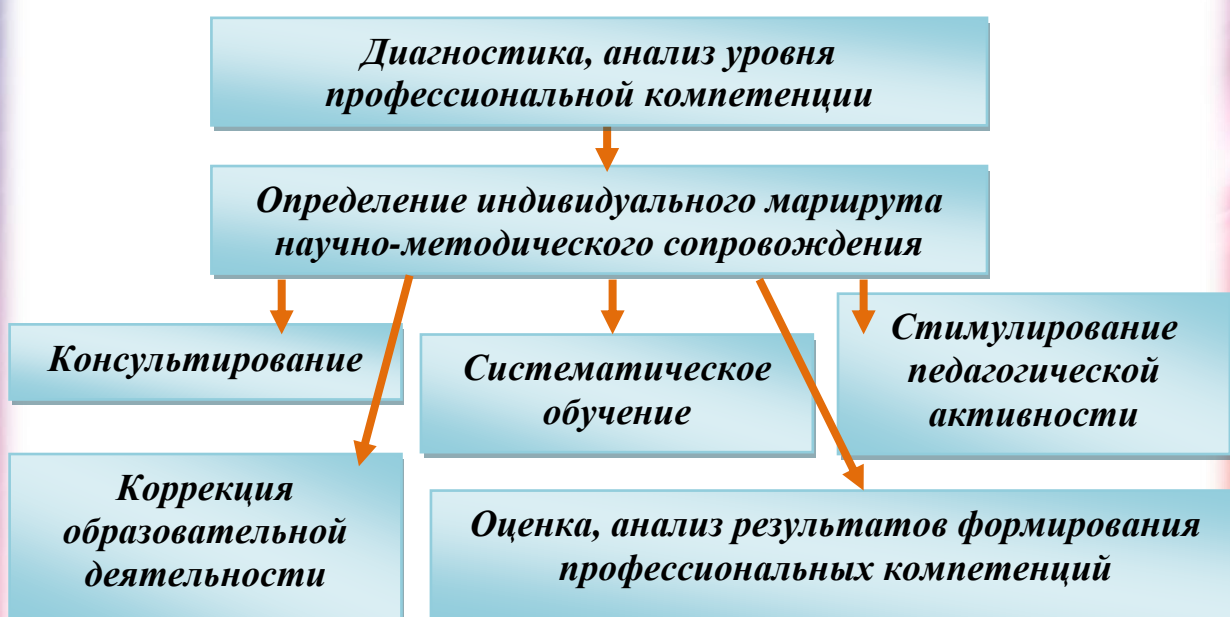 Диагностика, анализ уровня
профессиональной компетенции
Определение индивидуального маршрута
научно-методического сопровождения
Консультирование
Систематическое
обучение
Стимулирование
педагогической
активности
Коррекция
образовательной
деятельности
Оценка, анализ результатов формирования
профессиональных компетенций